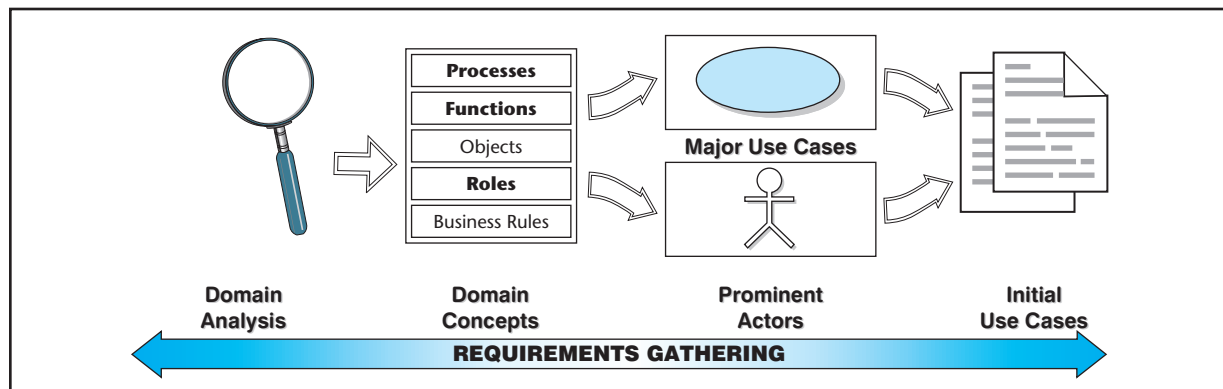 Processes
Functions
Objects
Roles
Business Rules
Major Use Cases
Domain
Analysis
Domain
Concepts
Prominent
Actors
Initial
Use Cases
REQUIREMENTS GATHERING